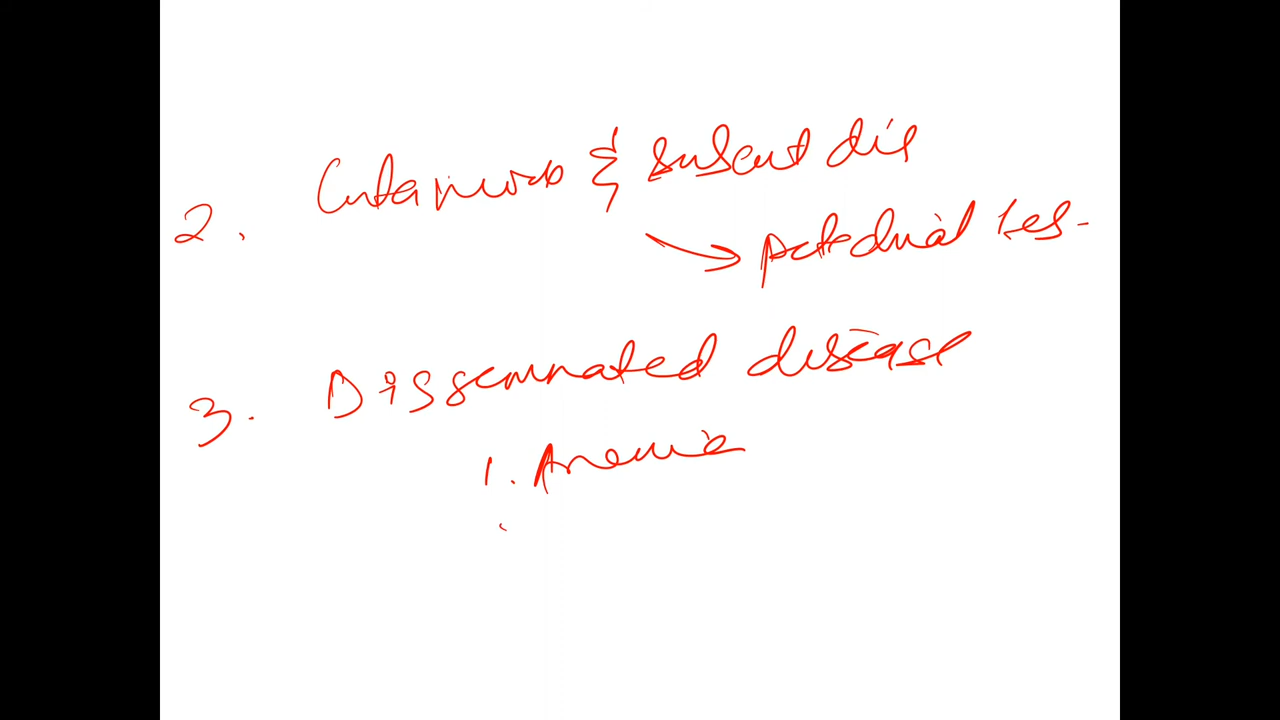 2. Cutaneous & subcut dis
→ petechial les-
3. Disseminated disease
1. Anemia